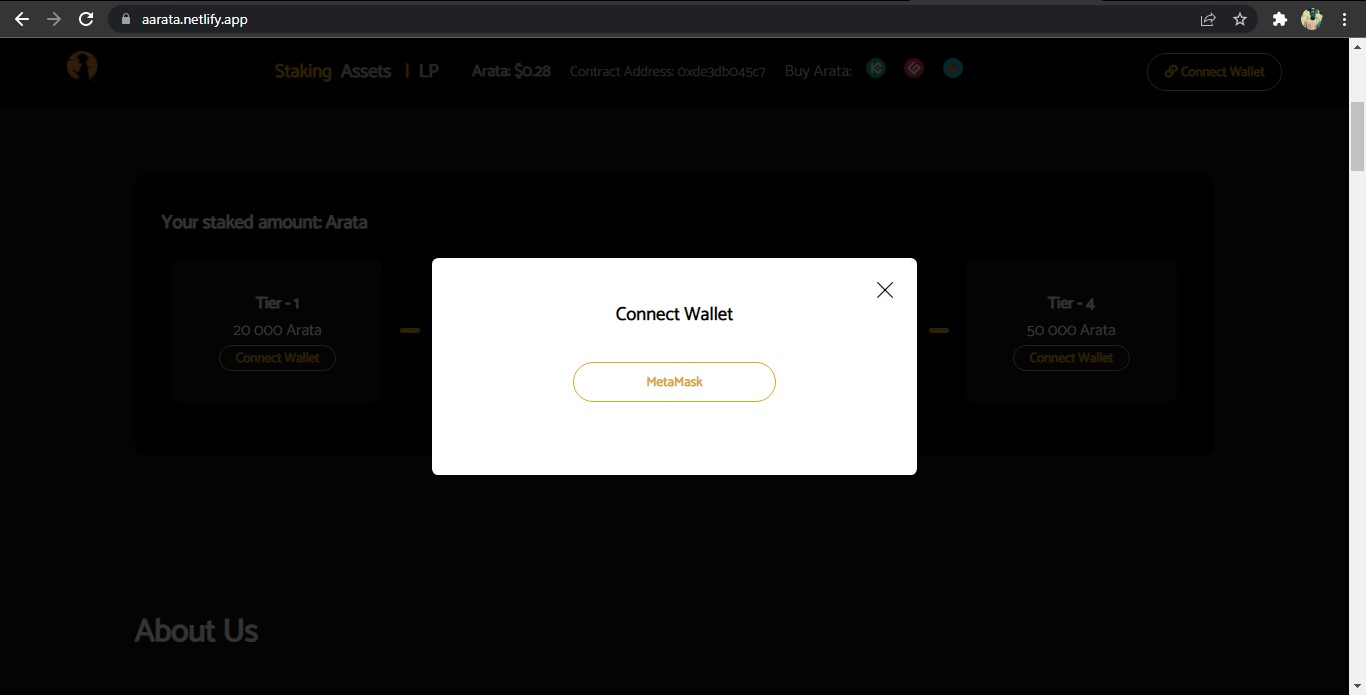 aarata.netlify.app
Staking Assets | LP Arata: $0.28 Contract Address: 0xde3db045c7 Buy Arata: Connect Wallet
Your staked amount: Arata
Tier - 1
20 000 Arata
Connect Wallet
Connect Wallet
MetaMask
Tier - 4
50 000 Arata
Connect Wallet
About Us